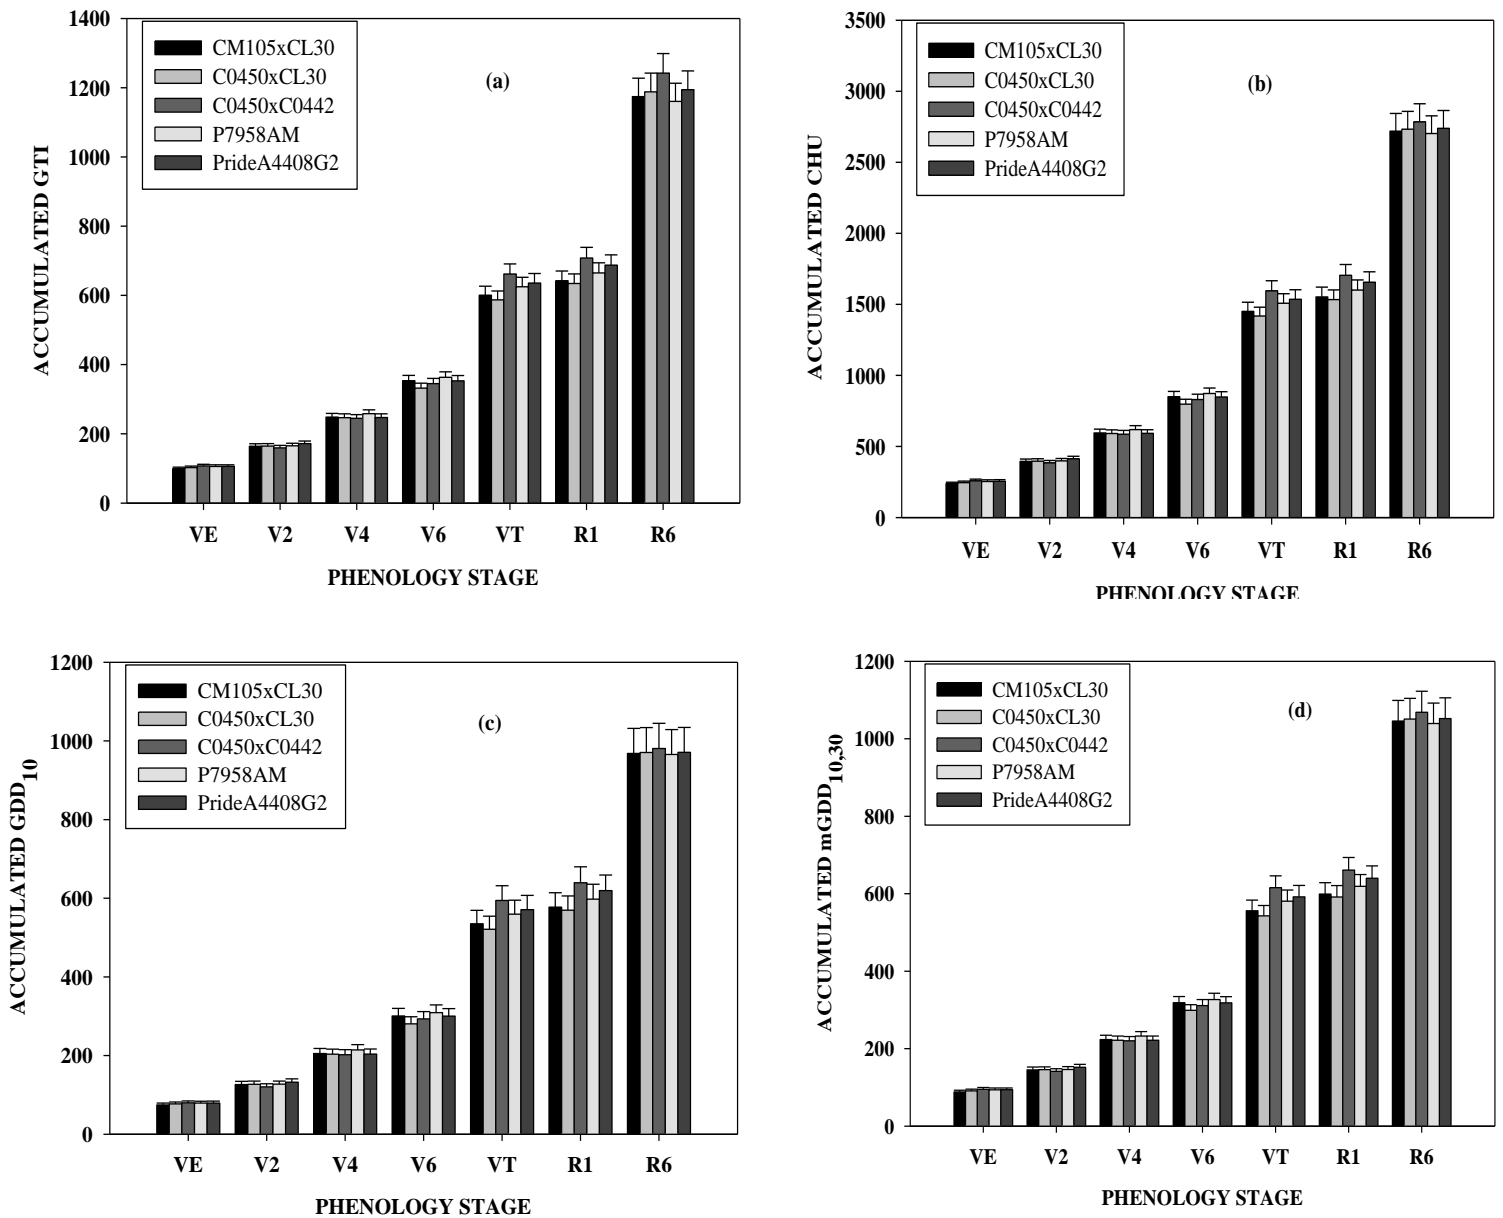 1400
1200
1000
800
600
400
200
0
ACCUMULATED GTI
CM105xCL30
C0450xCL30
C0450xC0442
P7958AM
PrideA4408G2
(a)
VE V2 V4 V6 VT R1 R6
PHENOLOGY STAGE
3500
3000
2500
2000
1500
1000
500
0
ACCUMULATED CHU
CM105xCL30
C0450xCL30
C0450xC0442
P7958AM
PrideA4408G2
(b)
VE V2 V4 V6 VT R1 R6
PHENOLOGY STAGE
1200
1000
800
600
400
200
0
ACCUMULATED GDD10
CM105xCL30
C0450xCL30
C0450xC0442
P7958AM
PrideA4408G2
(c)
VE V2 V4 V6 VT R1 R6
PHENOLOGY STAGE
1200
1000
800
600
400
200
0
ACCUMULATED mGDD10,30
CM105xCL30
C0450xCL30
C0450xC0442
P7958AM
PrideA4408G2
(d)
VE V2 V4 V6 VT R1 R6
PHENOLOGY STAGE